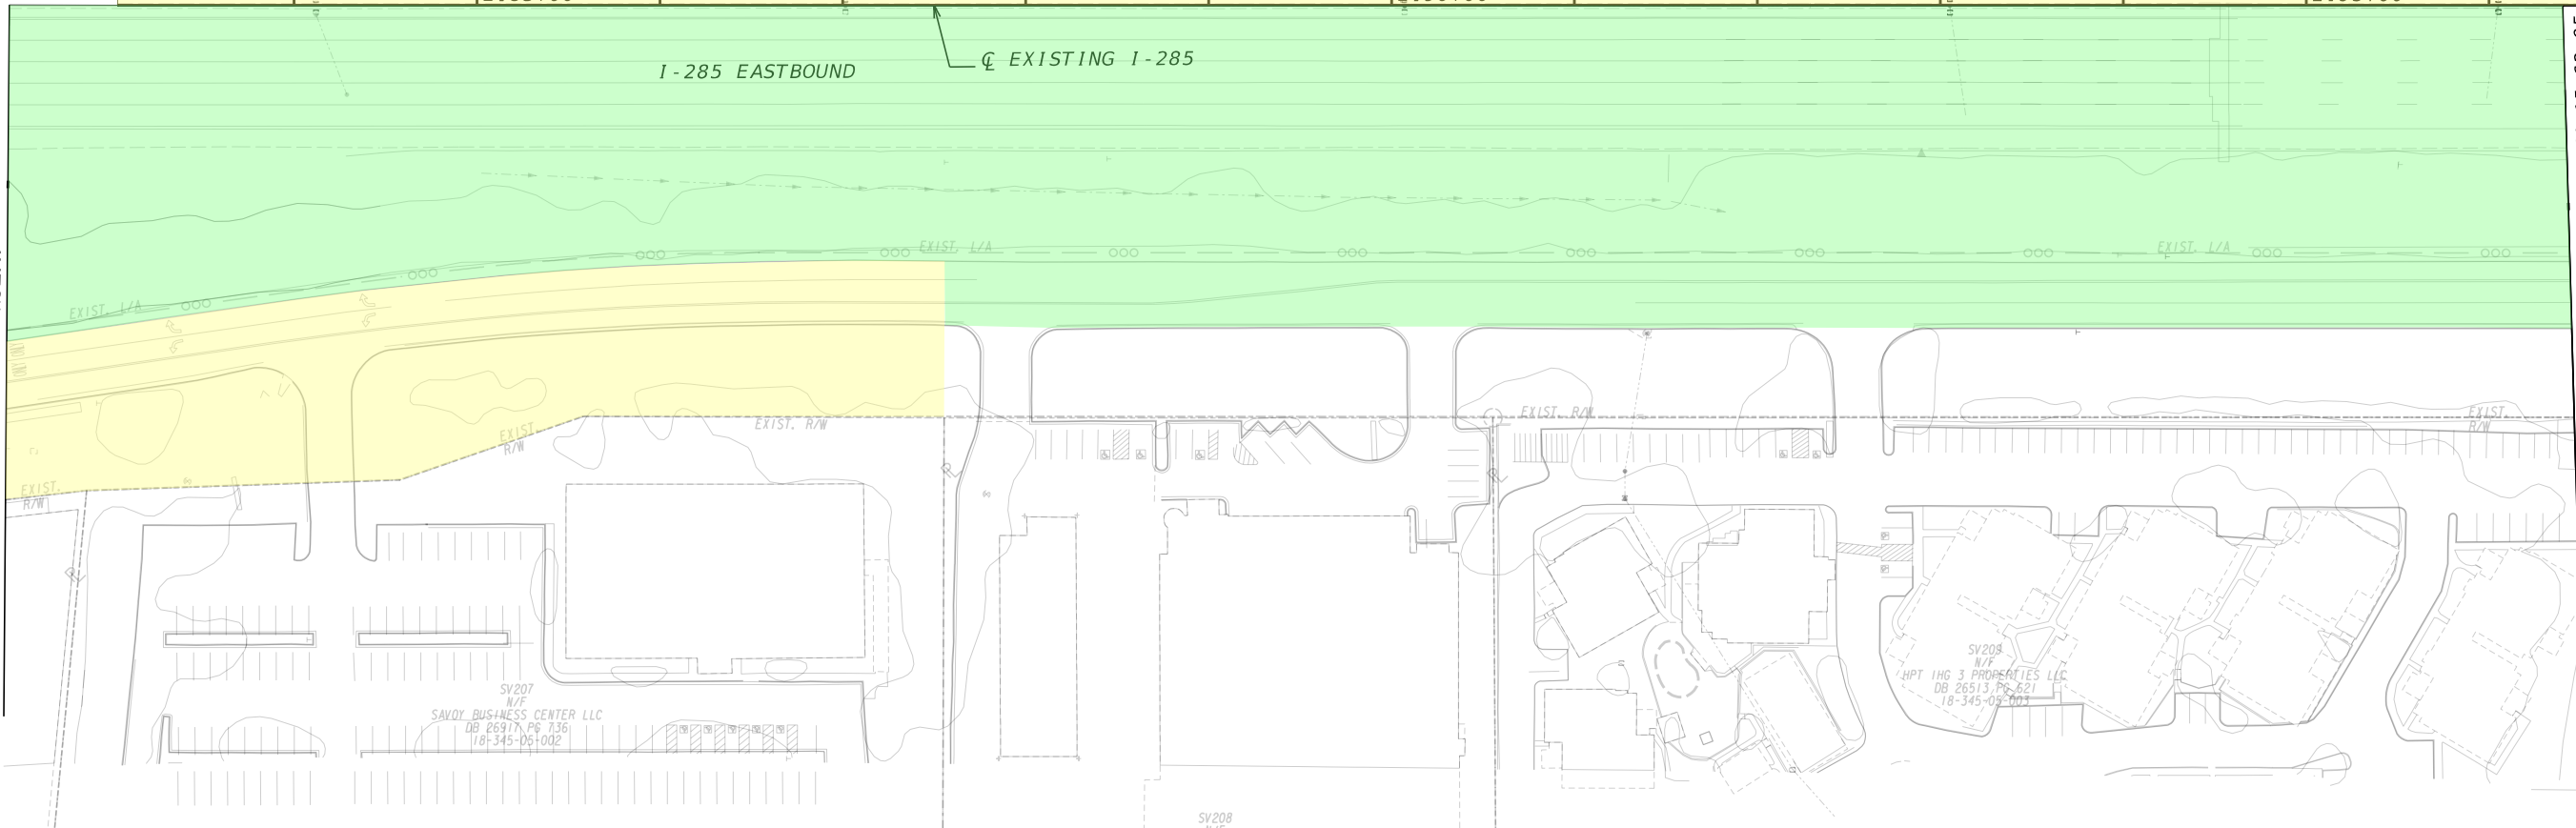 I-285 EASTBOUND
℄ EXISTING I-285
EXIST. L/A
EXIST. L/A
EXIST. L/A
EXIST. R/W
EXIST.
R/W
EXIST. R/W
EXIST.
R/W
EXIST.
R/W
SV207
N/F
SAVOY BUSINESS CENTER LLC
DB 26917 PG 736
18-345-05-002
SV209
N/F
HPT IHG 3 PROPERTIES LLC
DB 26513 PG 621
18-345-05-003
SV208